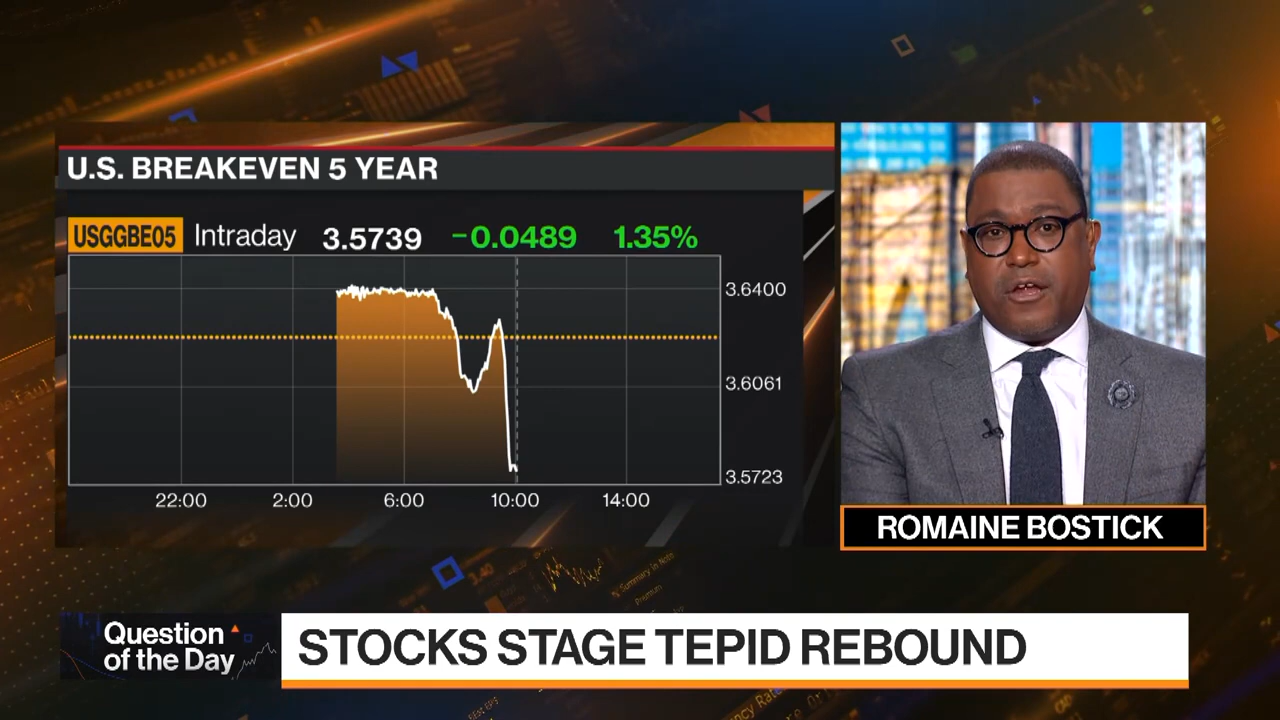 U.S. BREAKEVEN 5 YEAR
USGGBE05 Intraday 3.5739 -0.0489 1.35%
3.6400
3.6061
3.5723
22:00 2:00 6:00 10:00 14:00
ROMAINE BOSTICK
Question
of the Day
STOCKS STAGE TEPID REBOUND